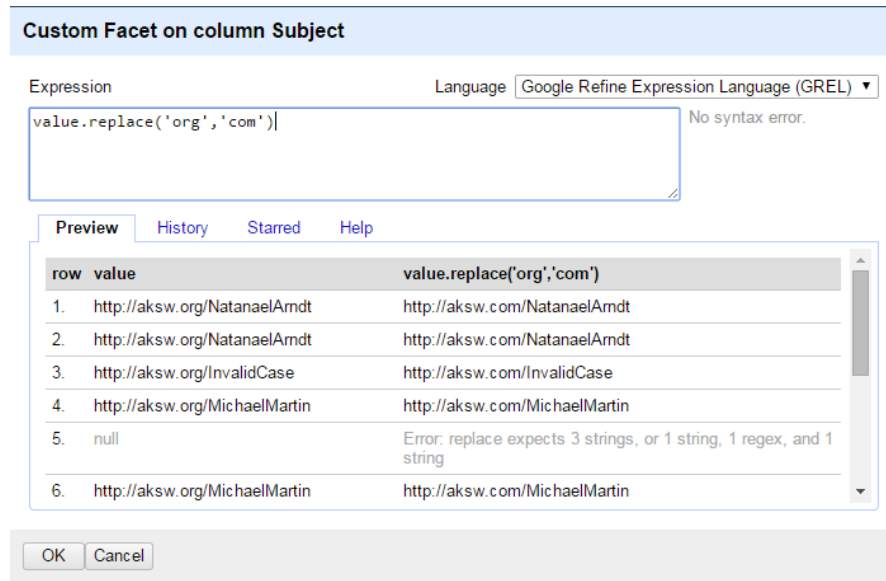 Custom Facet on column Subject
Expression Language Google Refine Expression Language (GREL)
value.replace('org','com') No syntax error.
Preview History Starred Help
row value value.replace('org','com')
1. http://aksw.org/NatanaelArndt http://aksw.com/NatanaelArndt
2. http://aksw.org/NatanaelArndt http://aksw.com/NatanaelArndt
3. http://aksw.org/InvalidCase http://aksw.com/InvalidCase
4. http://aksw.org/MichaelMartin http://aksw.com/MichaelMartin
5. null Error: replace expects 3 strings, or 1 string, 1 regex, and 1
string
6. http://aksw.org/MichaelMartin http://aksw.com/MichaelMartin
OK Cancel